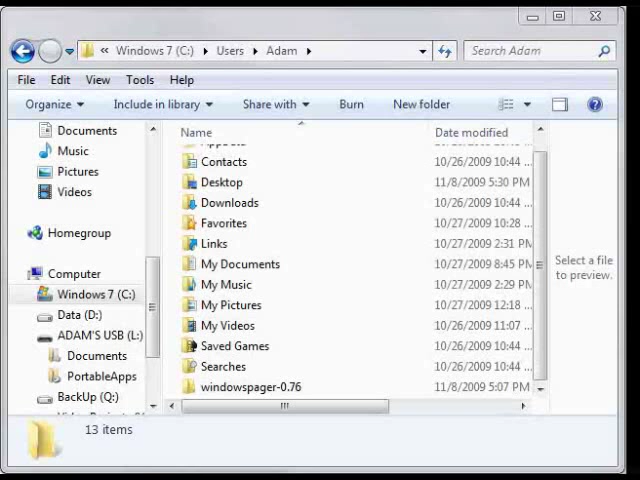 « Windows 7 (C:) ▸ Users ▸ Adam ▸
Search Adam
File Edit View Tools Help
Organize Include in library Share with Burn New folder
Documents
Music
Pictures
Videos
Homegroup
Computer
Windows 7 (C:)
Data (D:)
ADAM'S USB (L:)
Documents
PortableApps
BackUp (Q:)
Name Date modified
Contacts 10/26/2009 10:44 ...
Desktop 11/8/2009 5:30 PM
Downloads 10/26/2009 10:44 ...
Favorites 10/27/2009 10:28 ...
Links 10/27/2009 2:31 PM
My Documents 10/27/2009 8:45 PM
My Music 10/27/2009 2:29 PM
My Pictures 10/27/2009 12:18 ...
My Videos 10/26/2009 11:07 ...
Saved Games 10/26/2009 10:44 ...
Searches 10/26/2009 10:44 ...
windowspager-0.76 11/8/2009 5:07 PM
Select a file
to preview.
13 items